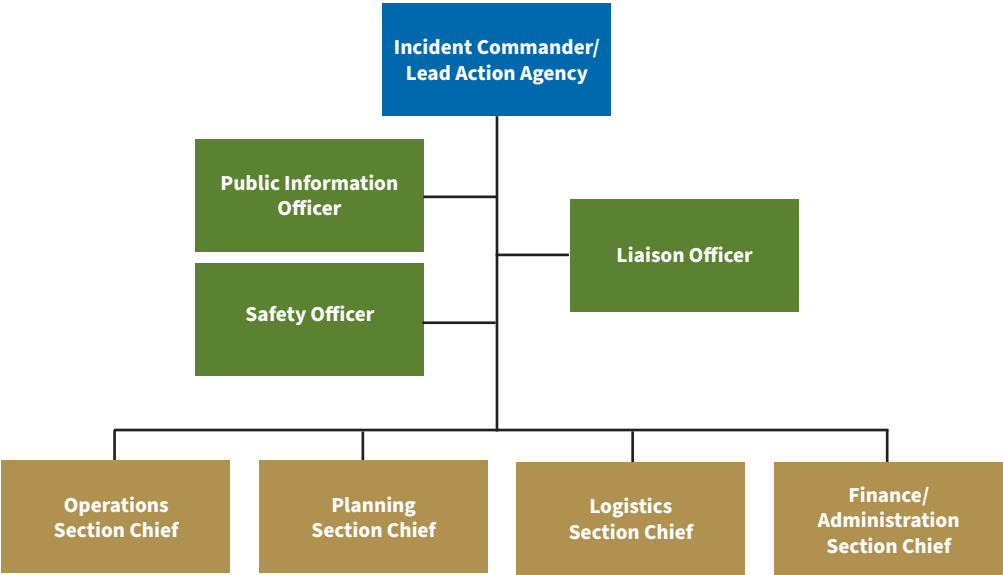 Incident Commander/
Lead Action Agency
Public Information
Officer
Liaison Officer
Safety Officer
Operations
Section Chief
Planning
Section Chief
Logistics
Section Chief
Finance/
Administration
Section Chief